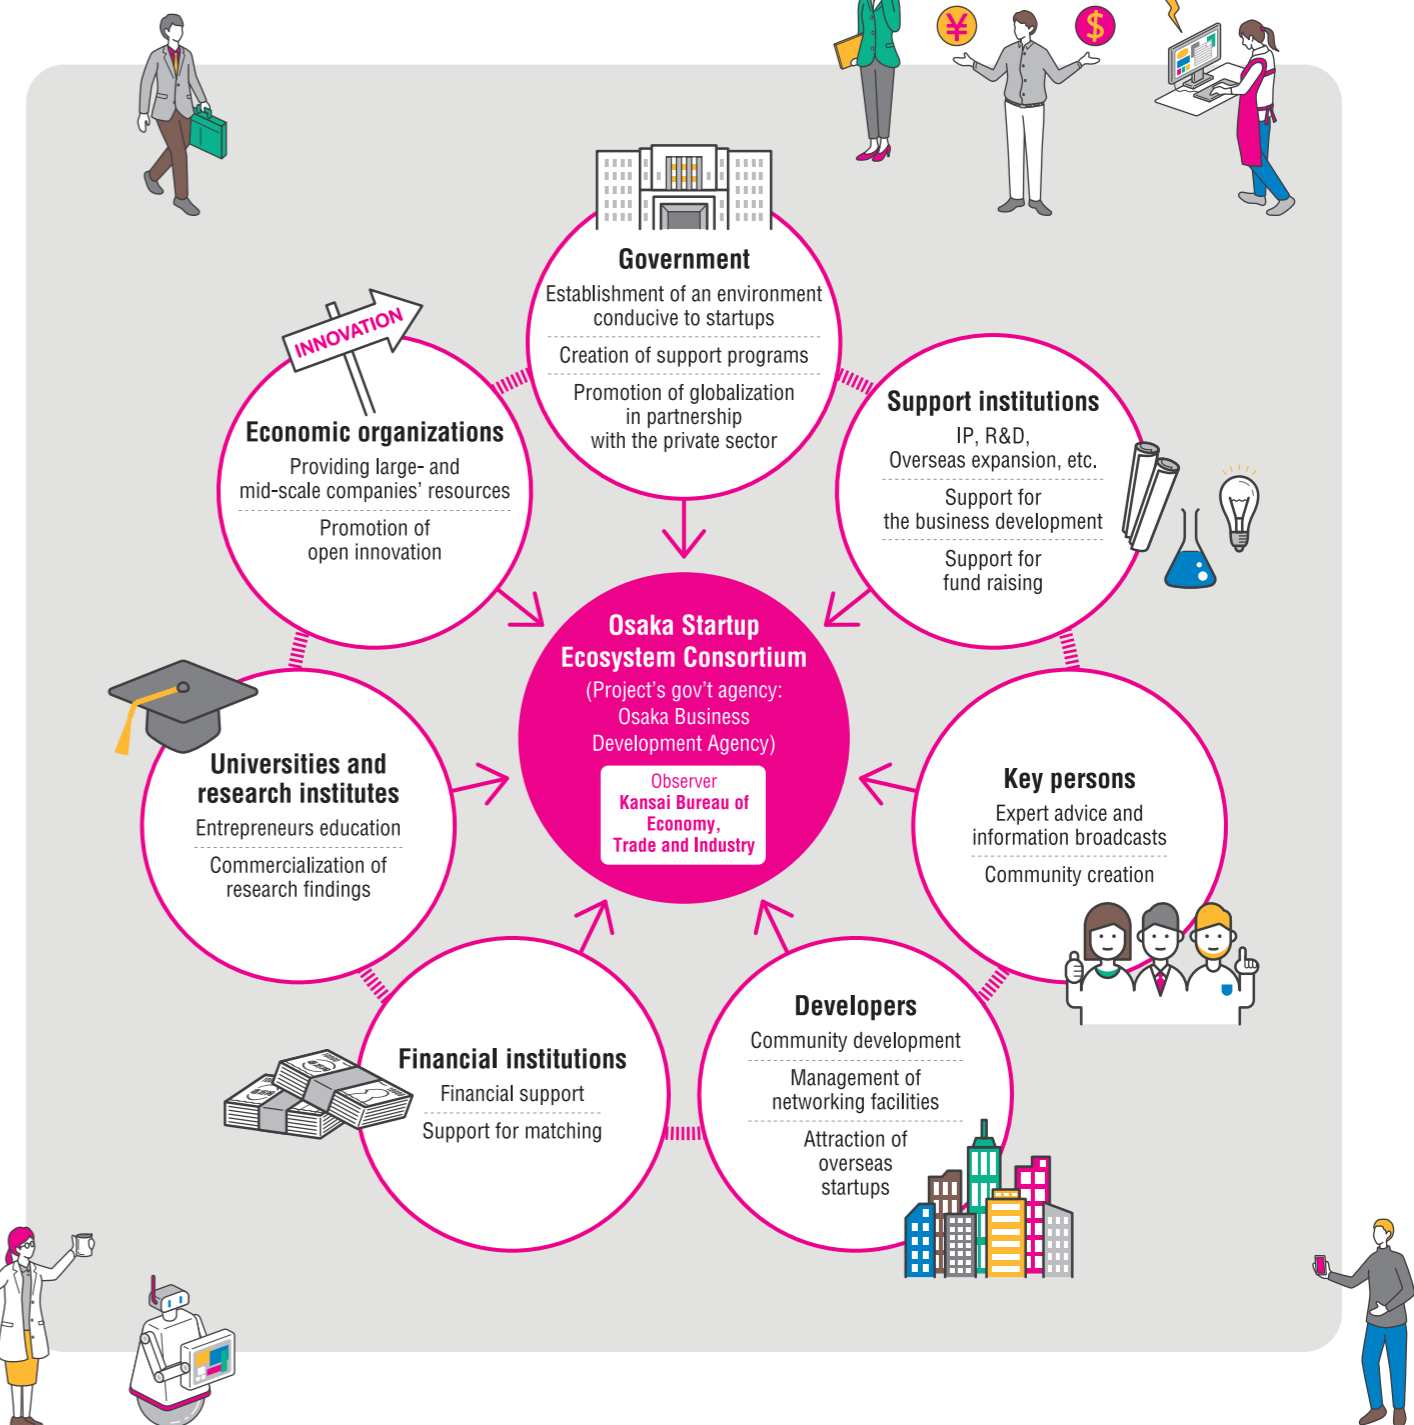 ¥
$
Government
Establishment of an environment
conducive to startups
Creation of support programs
Promotion of globalization
in partnership
with the private sector
INNOVATION
Economic organizations
Providing large- and
mid-scale companies’ resources
Promotion of
open innovation
Support institutions
IP, R&D,
Overseas expansion, etc.
Support for
the business development
Support for
fund raising
Osaka Startup
Ecosystem Consortium
(Project’s gov’t agency:
Osaka Business
Development Agency)
Observer
Kansai Bureau of
Economy,
Trade and Industry
Universities and
research institutes
Entrepreneurs education
Commercialization of
research findings
Key persons
Expert advice and
information broadcasts
Community creation
Financial institutions
Financial support
Support for matching
Developers
Community development
Management of
networking facilities
Attraction of
overseas
startups